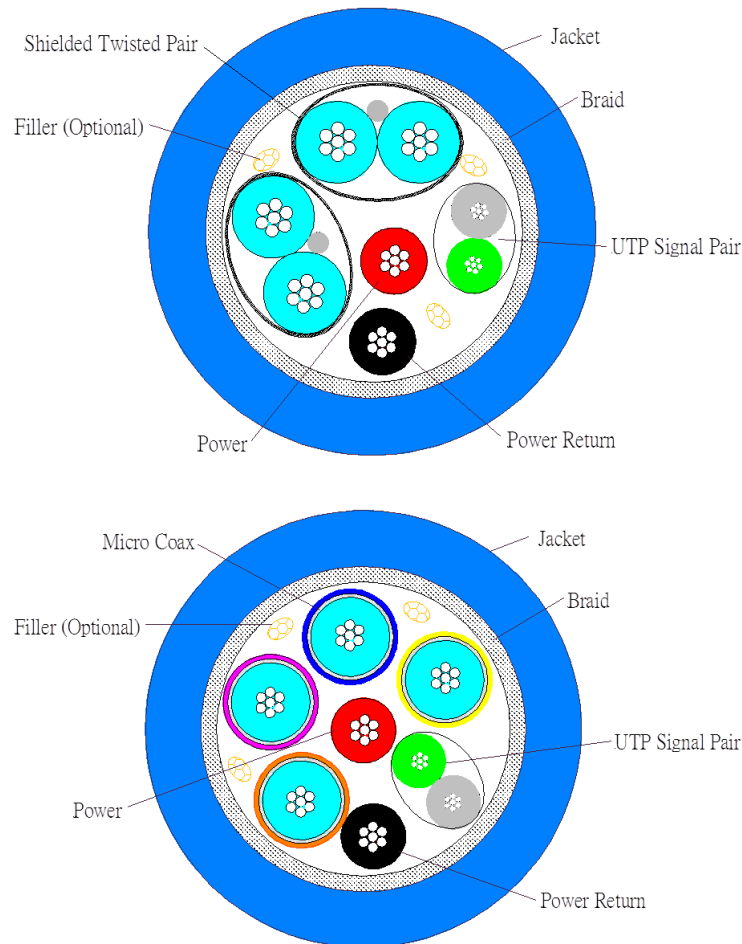 Jacket
Shielded Twisted Pair
Braid
Filler (Optional)
UTP Signal Pair
Power
Power Return
Micro Coax
Jacket
Braid
Filler (Optional)
UTP Signal Pair
Power
Power Return